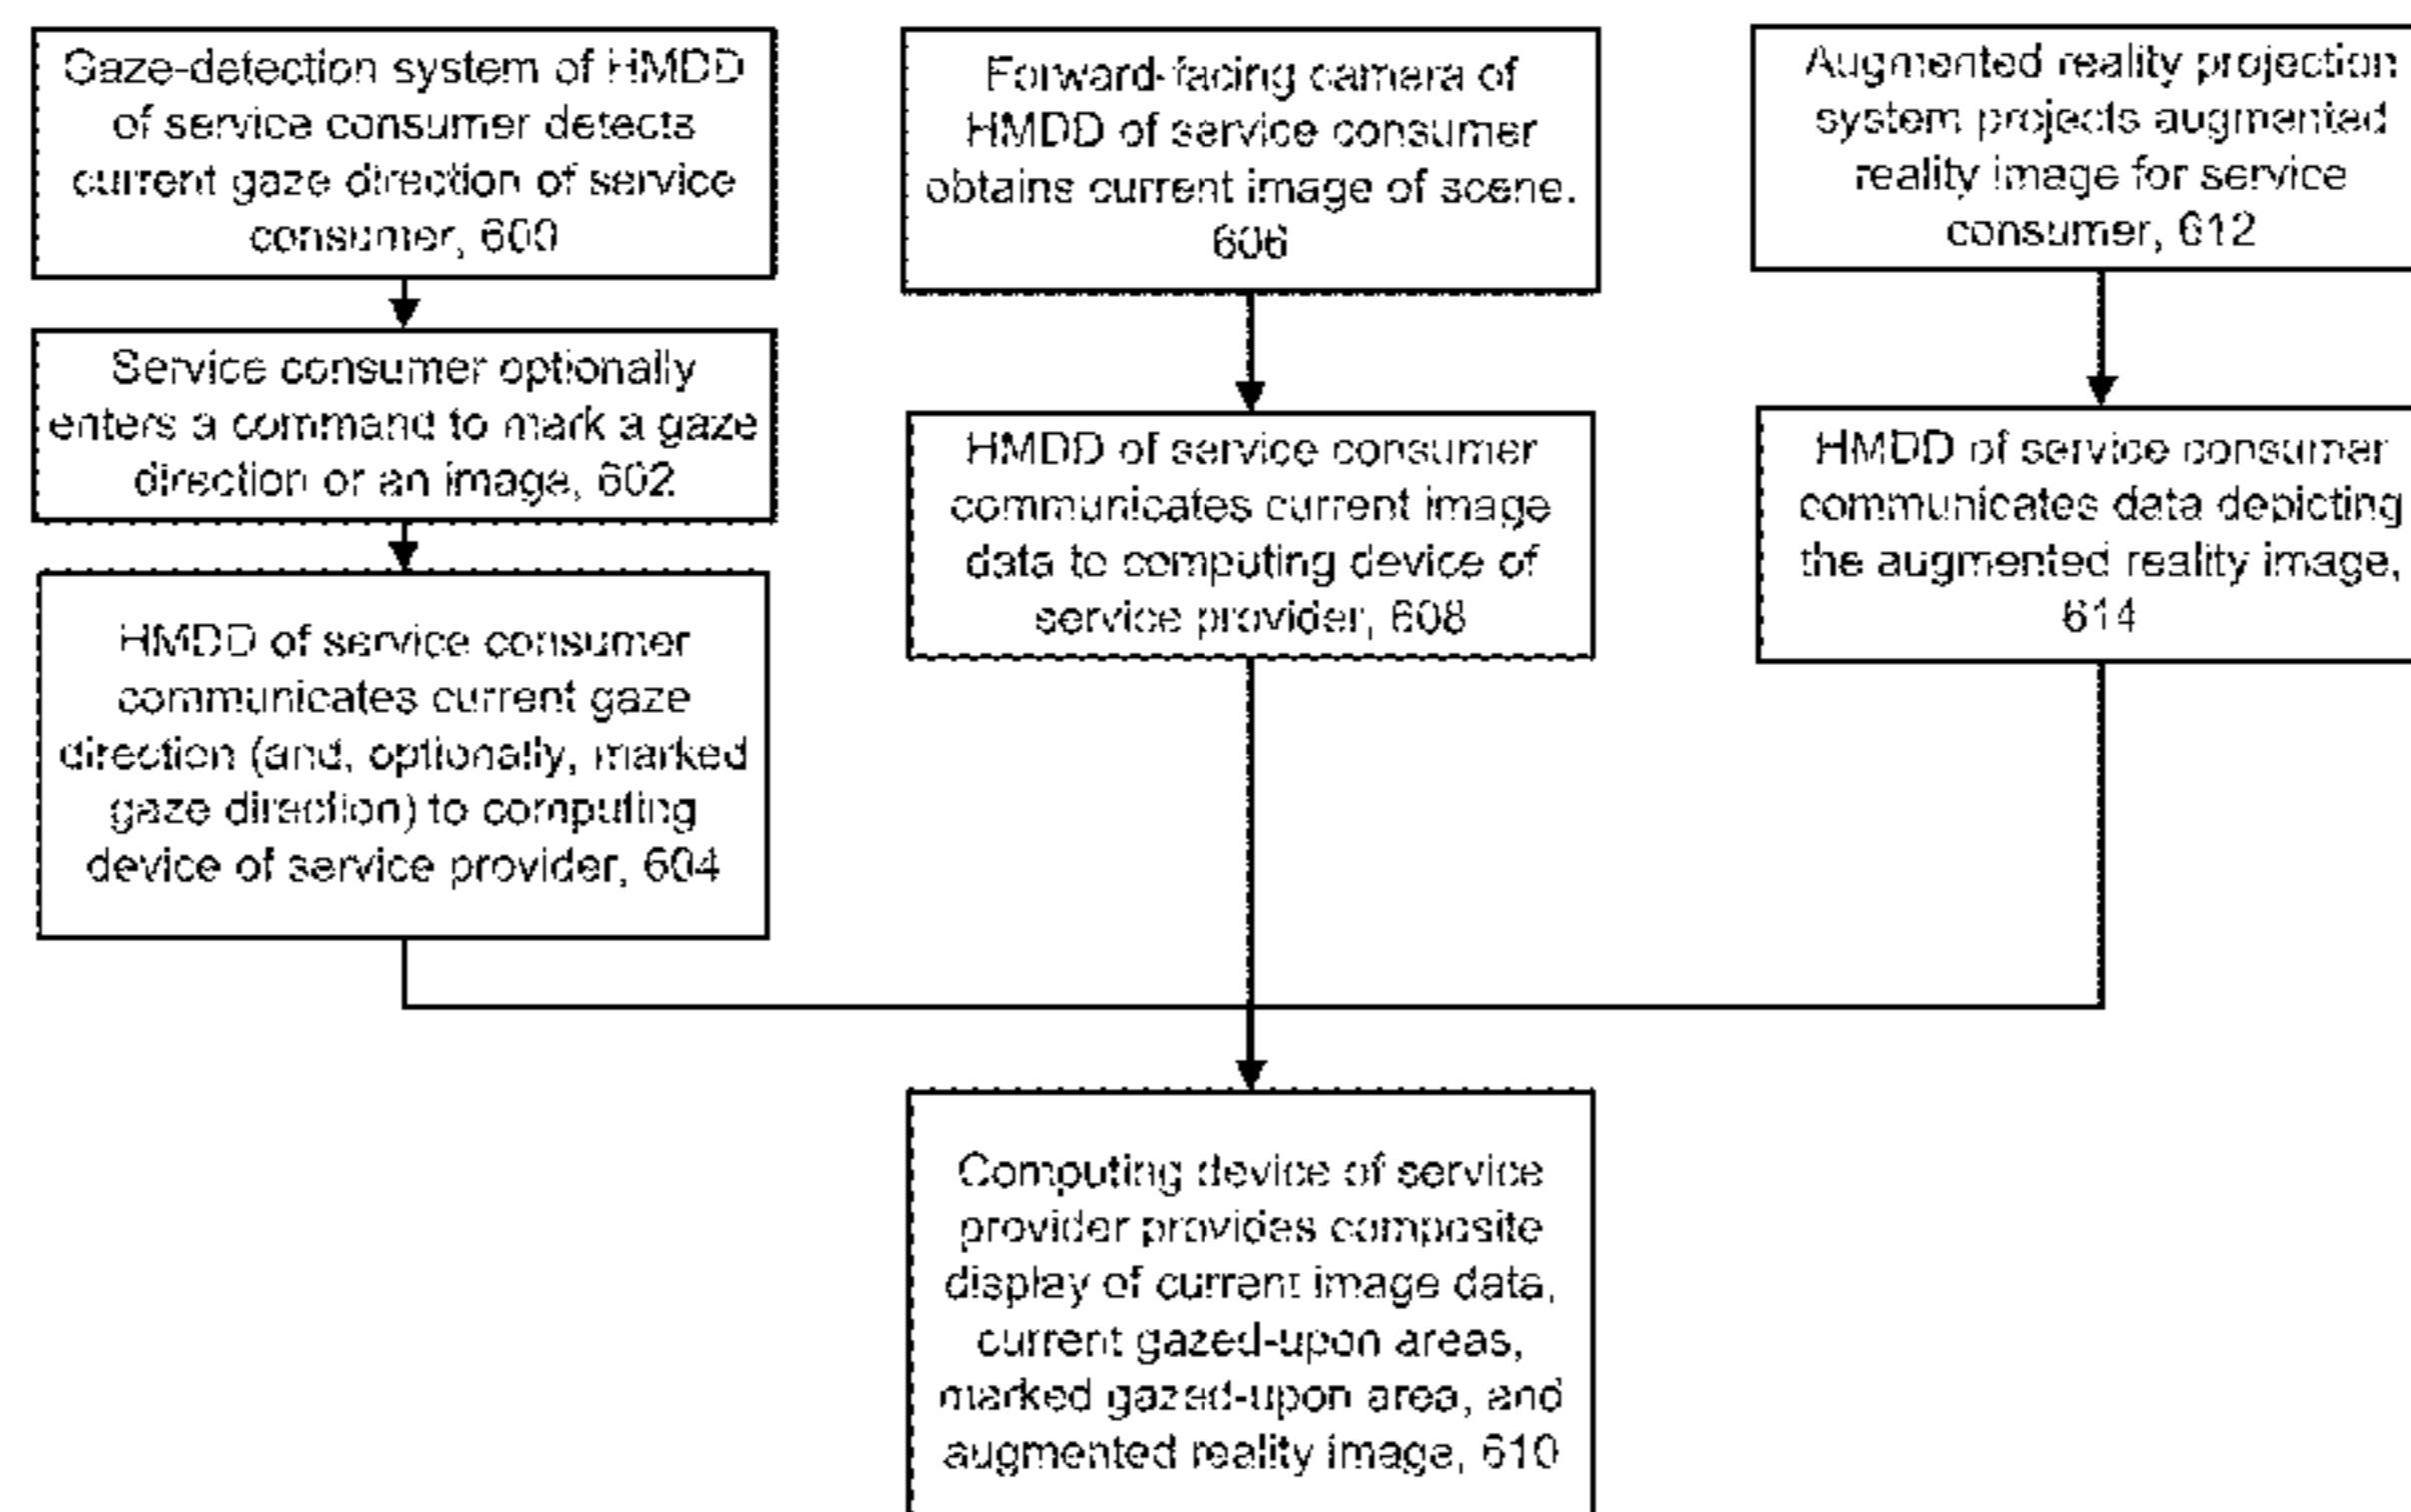 Gaze-detection system of HMDD
of service consumer detects
current gaze direction of service
consumer, 600
Service consumer optionally
enters a command to mark a gaze
direction or an image, 602
HMDD of service consumer
communicates current gaze
direction (and, optionally, marked
gaze direction) to computing
device of service provider, 604
Forward-facing camera of
HMDD of service consumer
obtains current image of scene.
606
HMDD of service consumer
communicates current image
data to computing device of
service provider, 608
Augmented reality projection
system projects augmented
reality image for service
consumer, 612
HMDD of service consumer
communicates data depicting
the augmented reality image,
614
Computing device of service
provider provides composite
display of current image data,
current gazed-upon areas,
marked gazed-upon area, and
augmented reality image, 610